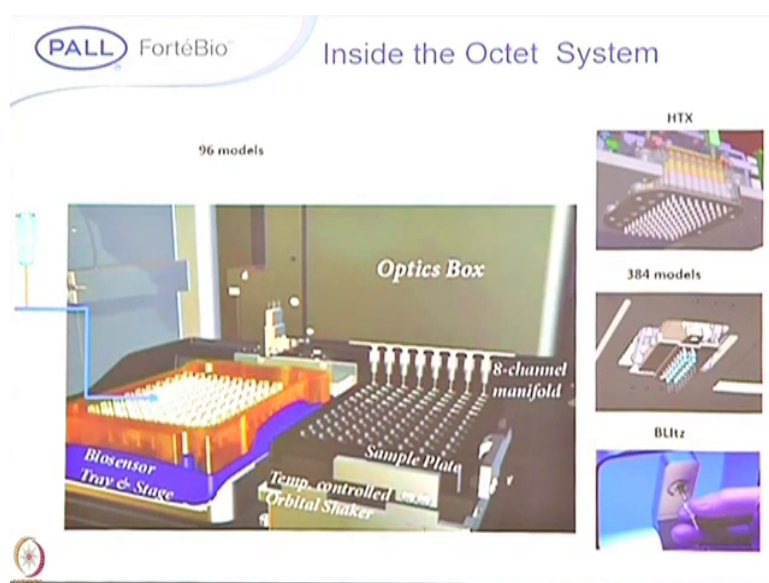 PALL FortéBio™
Inside the Octet System
96 models
HTX
Optics Box
8-channel
manifold
384 models
Biosensor
Tray & Stage
Sample Plate
Temp. controlled
Orbital Shaker
BLItz